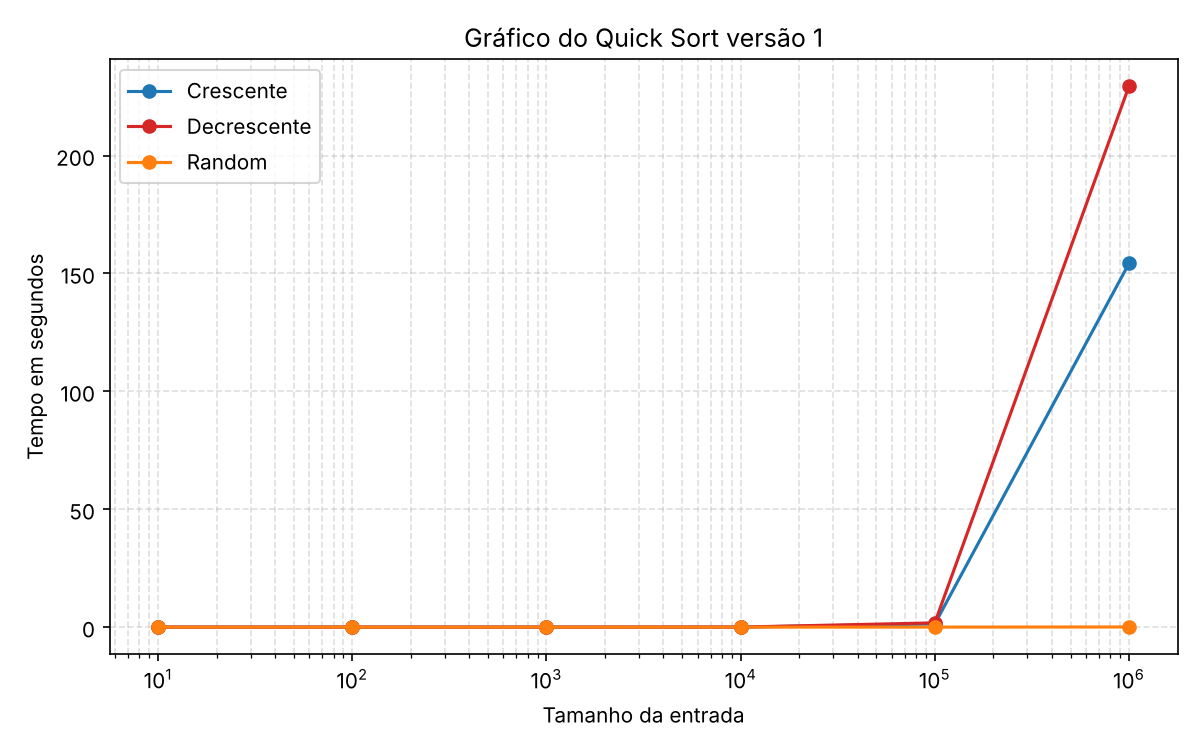 Gráfico do Quick Sort versão 1
Crescente
Decrescente
Random
Tempo em segundos
200
150
100
50
0
10¹
10²
10³
10⁴
10⁵
10⁶
Tamanho da entrada